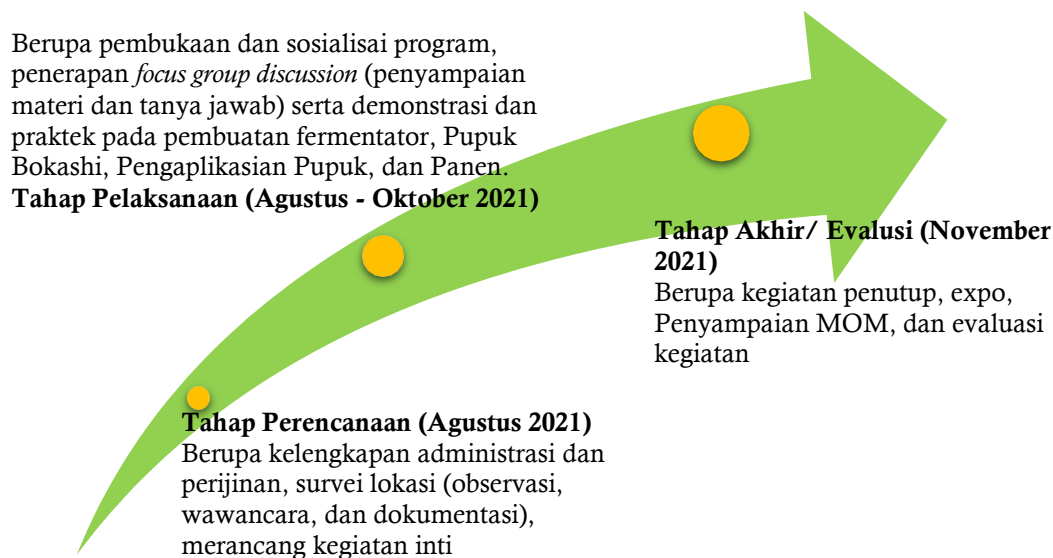 Berupa pembukaan dan sosialisai program,
penerapan focus group discussion (penyampaian
materi dan tanya jawab) serta demonstrasi dan
praktek pada pembuatan fermentator, Pupuk
Bokashi, Pengaplikasian Pupuk, dan Panen.
Tahap Pelaksanaan (Agustus - Oktober 2021)
Tahap Akhir/ Evalusi (November
2021)
Berupa kegiatan penutup, expo,
Penyampaian MOM, dan evaluasi
kegiatan
Tahap Perencanaan (Agustus 2021)
Berupa kelengkapan administrasi dan
perijinan, survei lokasi (observasi,
wawancara, dan dokumentasi),
merancang kegiatan inti